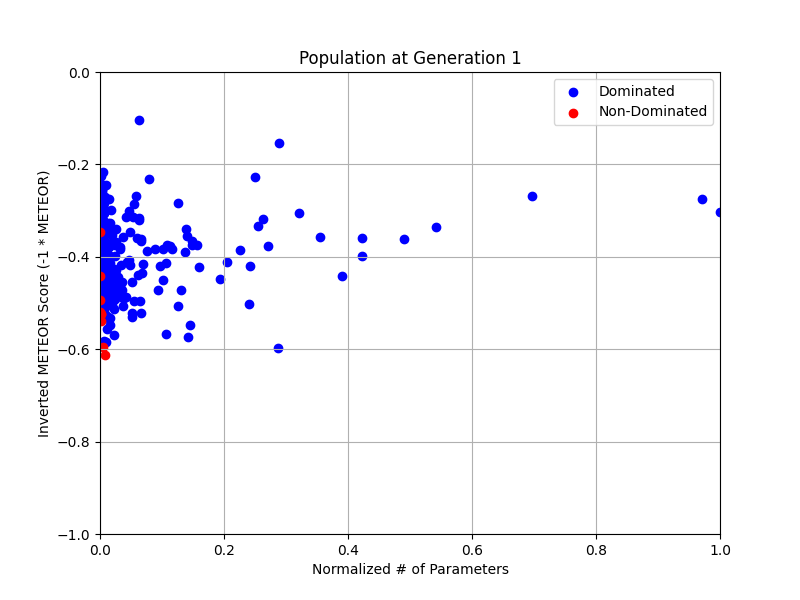 Population at Generation 1
Dominated
Non-Dominated
Inverted METEOR Score (-1 * METEOR)
0.0
−0.2
−0.4
−0.6
−0.8
−1.0
0.0 0.2 0.4 0.6 0.8 1.0
Normalized # of Parameters